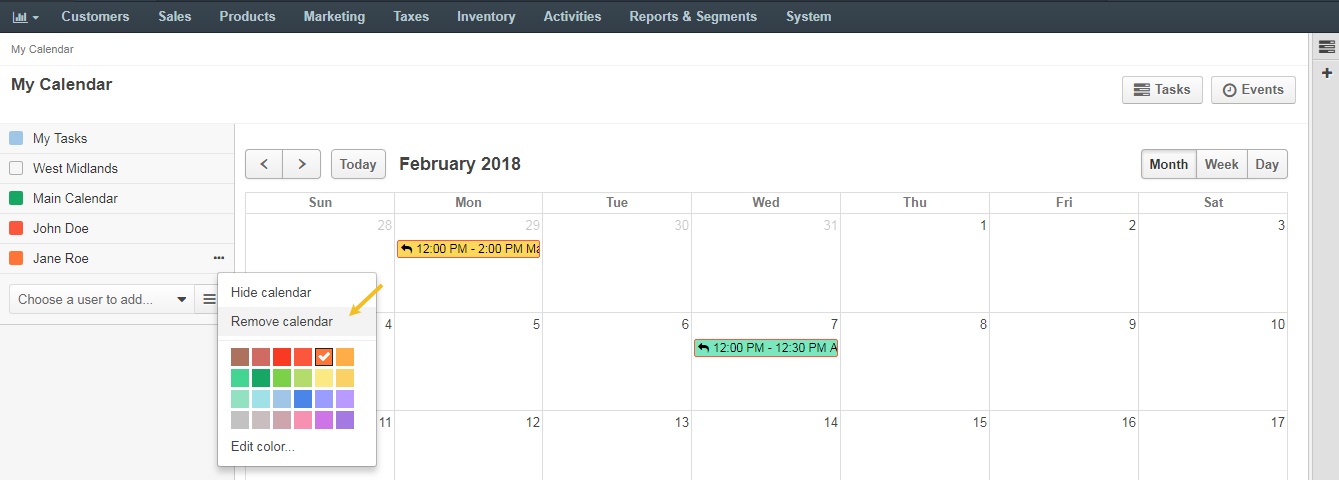 Customers Sales Products Marketing Taxes Inventory Activities Reports & Segments System
My Calendar
My Calendar
Tasks Events
My Tasks
West Midlands
Main Calendar
John Doe
Jane Roe
Choose a user to add...
Hide calendar
Remove calendar
Edit color...
Today February 2018 Month Week Day
Sun Mon Tue Wed Thu Fri Sat
28 29 30 31 1 2 3
12:00 PM - 2:00 PM Ma
4 5 6 7 8 9 10
12:00 PM - 12:30 PM A
11 12 13 14 15 16 17